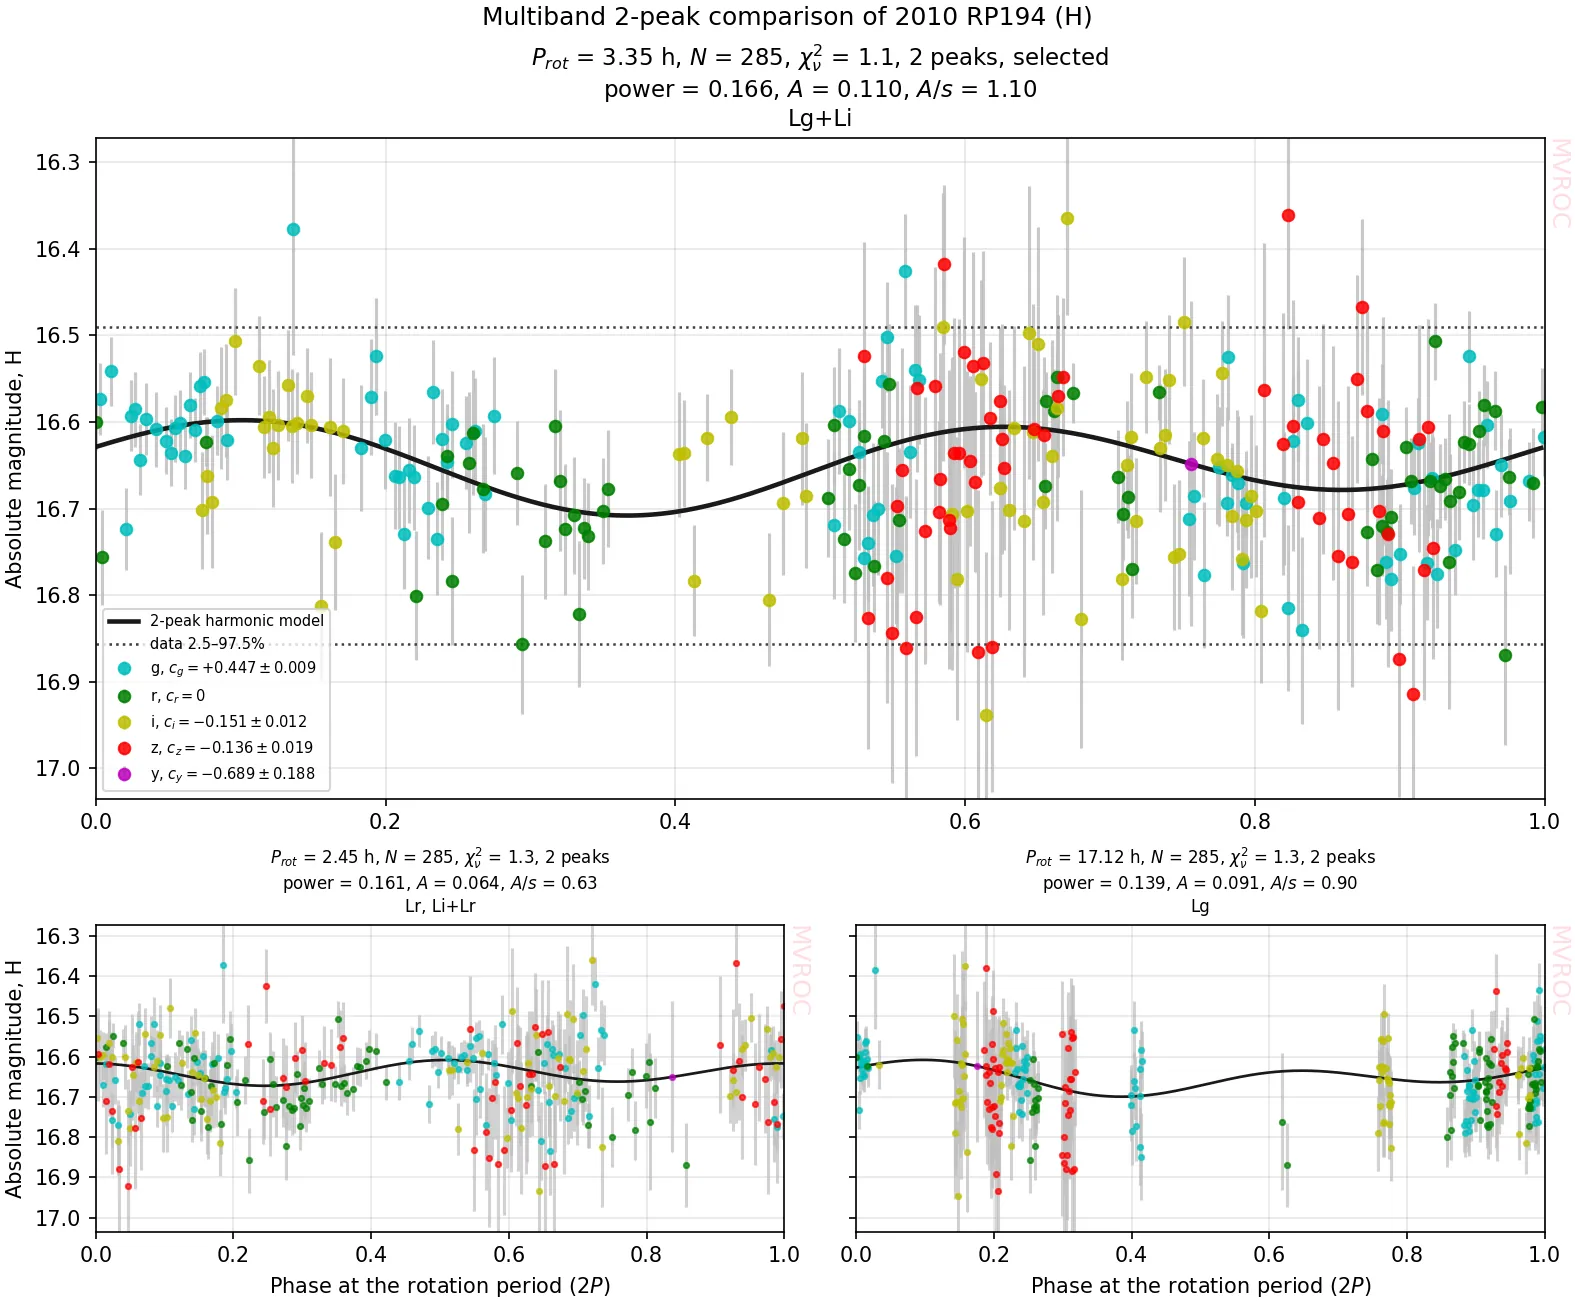 Multiband 2-peak comparison of 2010 RP194 (H)
P_rot = 3.35 h, N = 285, χ²_ν = 1.1, 2 peaks, selected
power = 0.166, A = 0.110, A/s = 1.10
Lg+Li
MVROC
Absolute magnitude, H
16.3
16.4
16.5
16.6
16.7
16.8
16.9
17.0
2-peak harmonic model
data 2.5–97.5%
g, c_g = +0.447 ± 0.009
r, c_r = 0
i, c_i = −0.151 ± 0.012
z, c_z = −0.136 ± 0.019
y, c_y = −0.689 ± 0.188
0.0 0.2 0.4 0.6 0.8 1.0
P_rot = 2.45 h, N = 285, χ²_ν = 1.3, 2 peaks
power = 0.161, A = 0.064, A/s = 0.63
Lr, Li+Lr
MVROC
Absolute magnitude, H
16.3
16.4
16.5
16.6
16.7
16.8
16.9
17.0
0.0 0.2 0.4 0.6 0.8 1.0
Phase at the rotation period (2P)
P_rot = 17.12 h, N = 285, χ²_ν = 1.3, 2 peaks
power = 0.139, A = 0.091, A/s = 0.90
Lg
MVROC
0.0 0.2 0.4 0.6 0.8 1.0
Phase at the rotation period (2P)